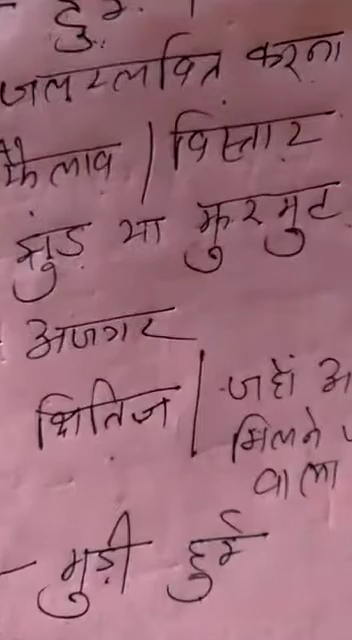 जलप्लवित करना
फैलाव / विस्तार
झुंड या झुरमुट
अजगर
क्षितिज | जहाँ
मिलने
वाला
- मुड़ी हुई